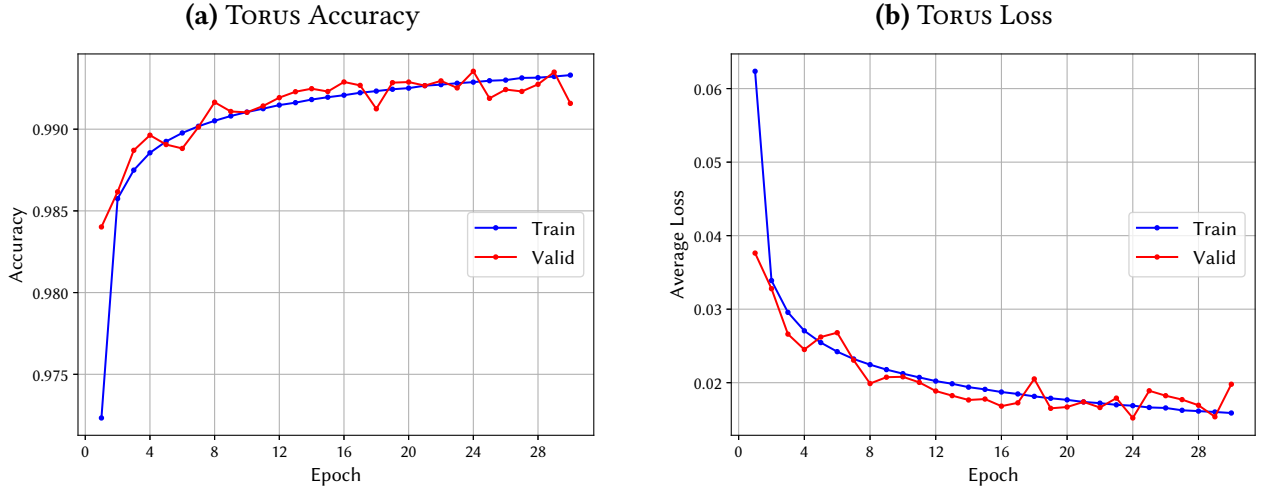 (a) Torus Accuracy
0.990
0.985
0.980
0.975
Accuracy
Train
Valid
0 4 8 12 16 20 24 28
Epoch
(b) Torus Loss
0.06
0.05
0.04
0.03
0.02
Average Loss
Train
Valid
0 4 8 12 16 20 24 28
Epoch